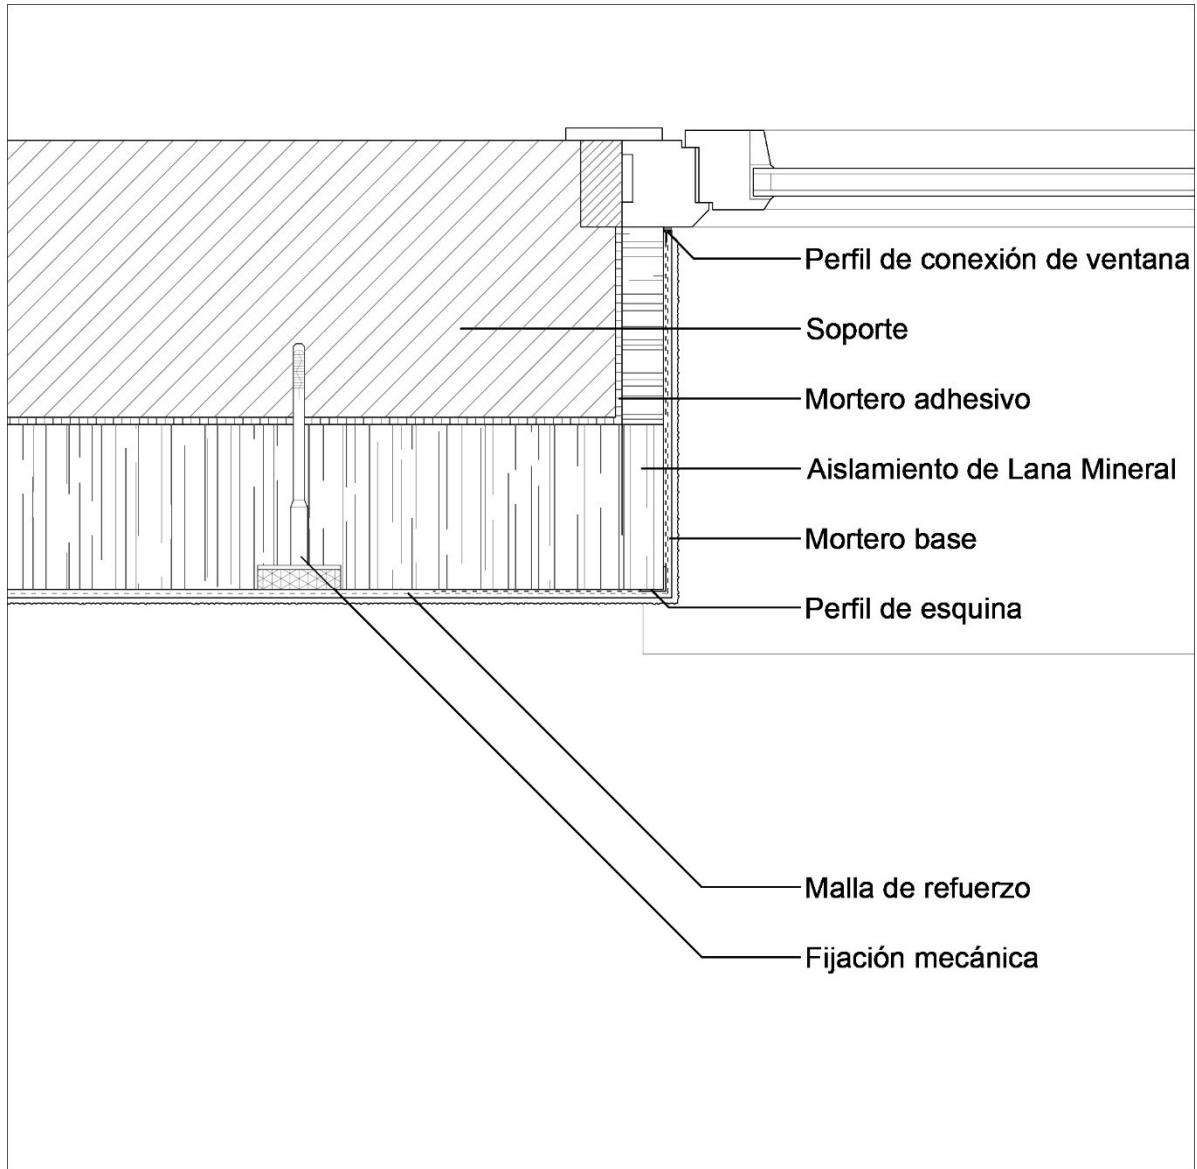 Perfil de conexión de ventana
Soporte
Mortero adhesivo
Aislamiento de Lana Mineral
Mortero base
Perfil de esquina
Malla de refuerzo
Fijación mecánica